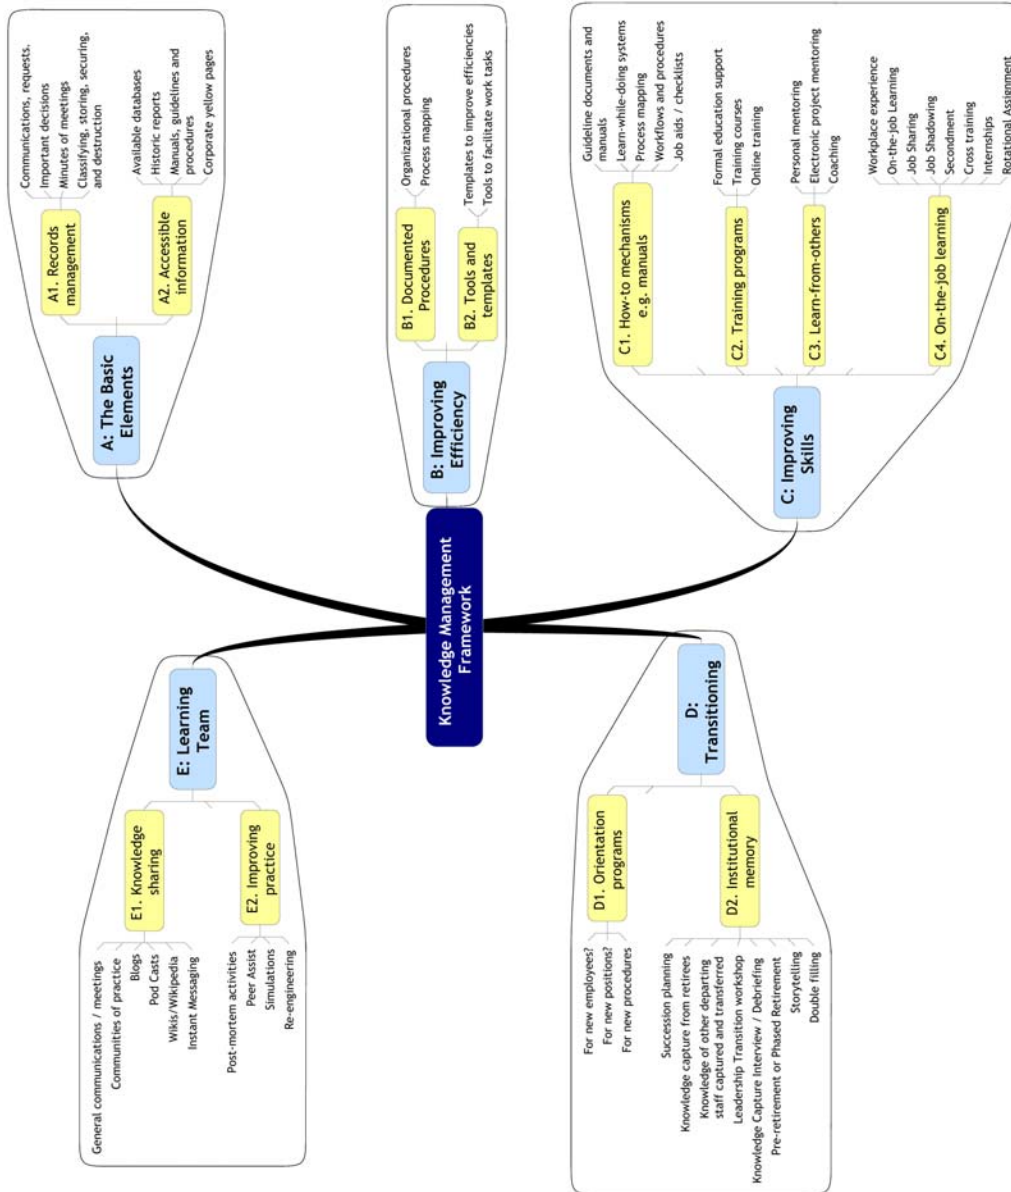 Knowledge Management
Framework
A: The Basic
Elements
A1. Records
management
Communications, requests,
Important decisions
Minutes of meetings
Classifying, storing, securing,
and destruction
A2. Accessible
information
Available databases
Historic reports
Manuals, guidelines and
procedures
Corporate yellow pages
B: Improving
Efficiency
B1. Documented
Procedures
Organizational procedures
Process mapping
B2. Tools and
templates
Templates to improve efficiencies
Tools to facilitate work tasks
C: Improving
Skills
C1. How-to mechanisms
e.g. manuals
Guideline documents and
manuals
Learn-while-doing systems
Process mapping
Workflows and procedures
Job aids / checklists
C2. Training programs
Formal education support
Training courses
Online training
C3. Learn-from-others
Personal mentoring
Electronic project mentoring
Coaching
C4. On-the-job learning
Workplace experience
On-the-job Learning
Job Sharing
Job Shadowing
Secondment
Cross training
Internships
Rotational Assignment
E: Learning
Team
E1. Knowledge
sharing
General communications / meetings
Communities of practice
Blogs
Pod Casts
Wikis/Wikipedia
Instant Messaging
E2. Improving
practice
Post-mortem activities
Peer Assist
Simulations
Re-engineering
D:
Transitioning
D1. Orientation
programs
For new employees?
For new positions?
For new procedures
D2. Institutional
memory
Succession planning
Knowledge capture from retirees
Knowledge of other departing
staff captured and transferred
Leadership Transition workshop
Knowledge Capture Interview / Debriefing
Pre-retirement or Phased Retirement
Storytelling
Double filling